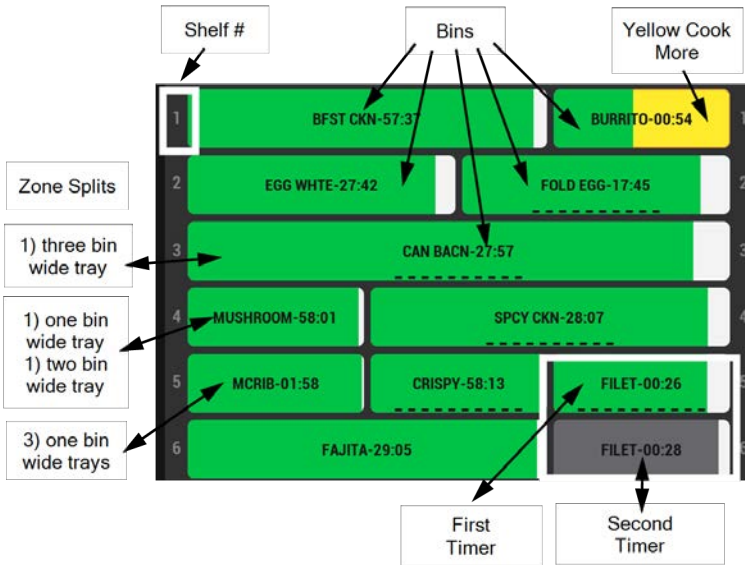 Shelf #
Bins
Yellow Cook
More
1
BFST CKN-57:37
BURRITO-00:54
1
2
EGG WHTE-27:42
FOLD EGG-17:45
2
Zone Splits
3
CAN BACN-27:57
3
1) three bin
wide tray
4
MUSHROOM-58:01
SPCY CKN-28:07
4
1) one bin
wide tray
1) two bin
wide tray
5
MCRIB-01:58
CRISPY-58:13
FILET-00:26
5
3) one bin
wide trays
6
FAJITA-29:05
FILET-00:28
6
First
Timer
Second
Timer